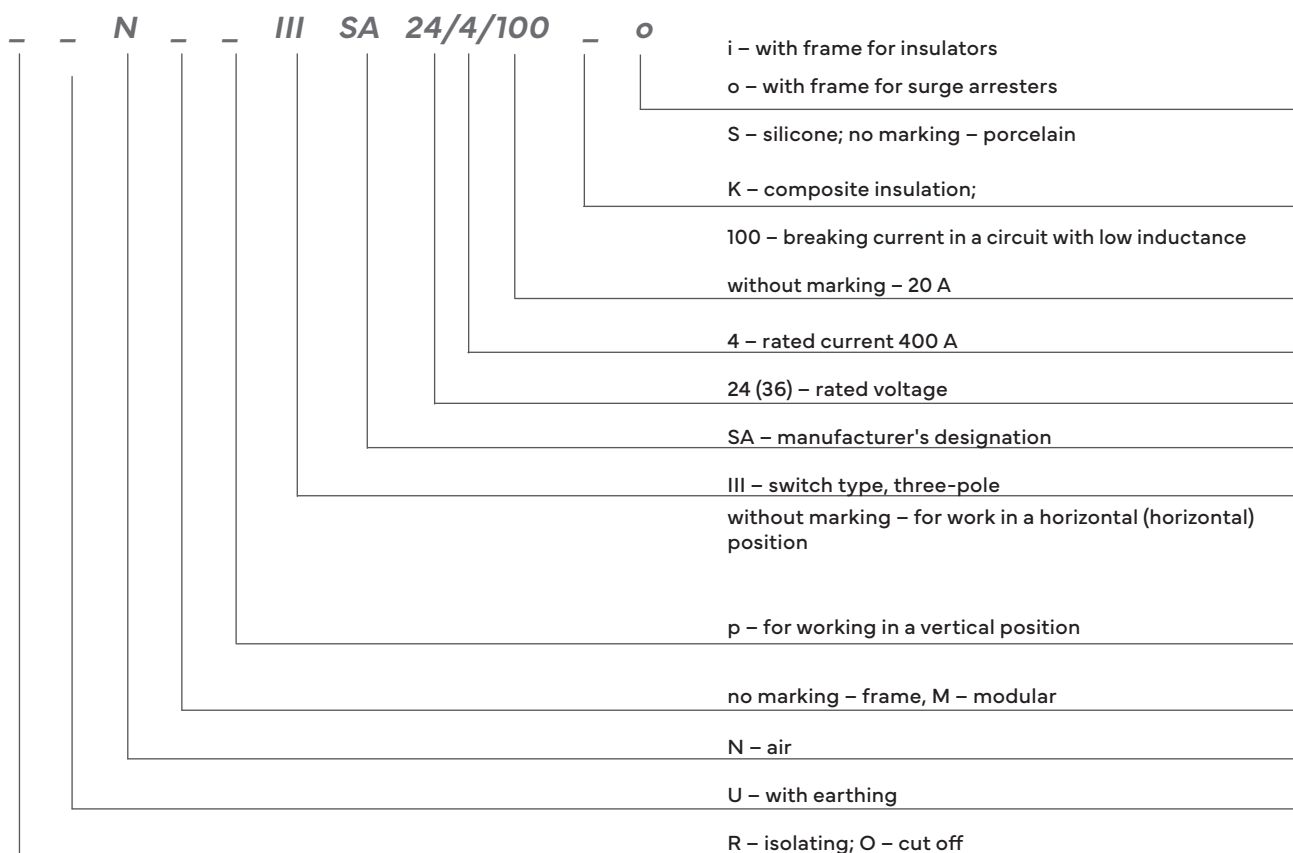 _ _ N _ _ III SA 24/4/100 _ o
i – with frame for insulators
o – with frame for surge arresters
S – silicone; no marking – porcelain
K – composite insulation;
100 – breaking current in a circuit with low inductance
without marking – 20 A
4 – rated current 400 A
24 (36) – rated voltage
SA – manufacturer's designation
III – switch type, three-pole
without marking – for work in a horizontal (horizontal)
position
p – for working in a vertical position
no marking – frame, M – modular
N – air
U – with earthing
R – isolating; O – cut off